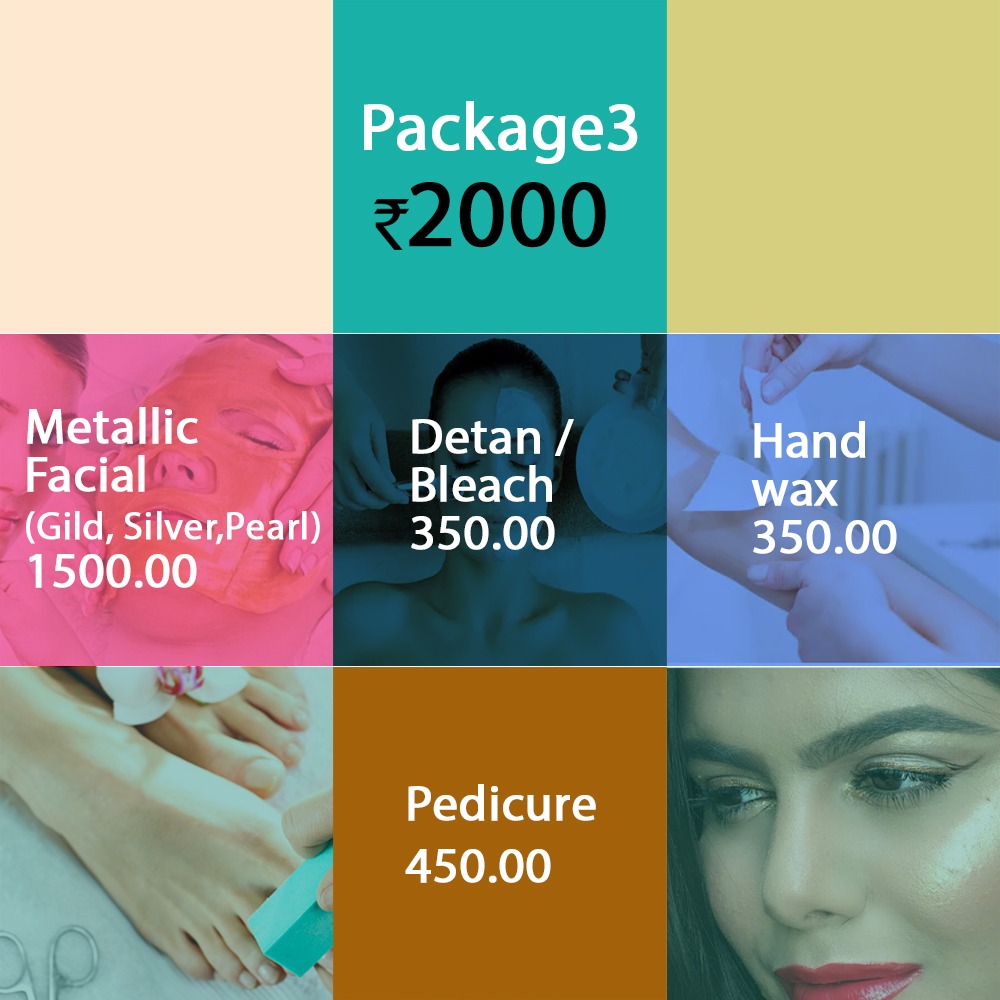 Package3
₹2000
Metallic
Facial
(Gild, Silver,Pearl)
1500.00
Detan /
Bleach
350.00
Hand
wax
350.00
Pedicure
450.00